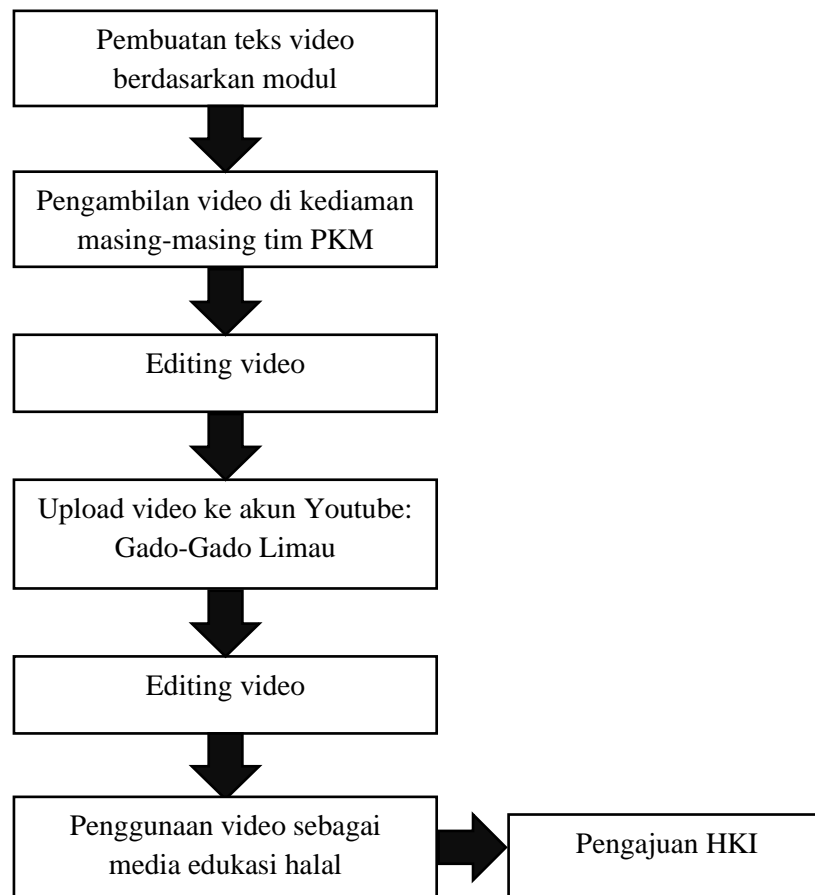 Pembuatan teks video
berdasarkan modul
Pengambilan video di kediaman
masing-masing tim PKM
Editing video
Upload video ke akun Youtube:
Gado-Gado Limau
Editing video
Penggunaan video sebagai
media edukasi halal
Pengajuan HKI